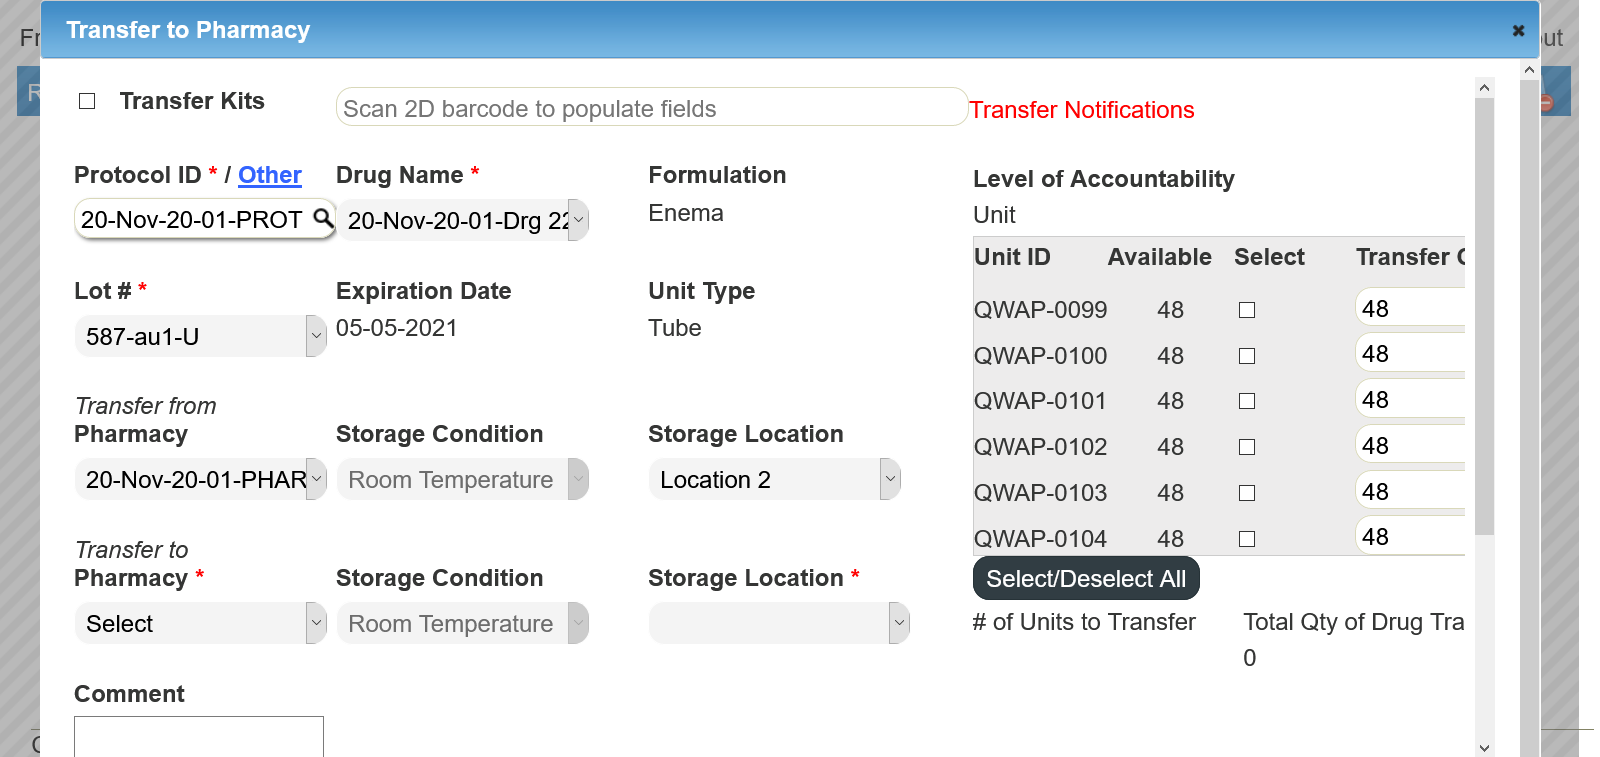 Transfer to Pharmacy
Transfer Kits
Scan 2D barcode to populate fields
Transfer Notifications
Protocol ID * / Other
Drug Name *
Formulation
20-Nov-20-01-PROT
20-Nov-20-01-Drg 22
Enema
Lot # *
Expiration Date
Unit Type
587-au1-U
05-05-2021
Tube
Transfer from
Pharmacy
Storage Condition
Storage Location
20-Nov-20-01-PHAR
Room Temperature
Location 2
Transfer to
Pharmacy *
Storage Condition
Storage Location *
Select
Room Temperature
Comment
Level of Accountability
Unit
Unit ID Available Select Transfer
QWAP-0099 48 48
QWAP-0100 48 48
QWAP-0101 48 48
QWAP-0102 48 48
QWAP-0103 48 48
QWAP-0104 48 48
Select/Deselect All
# of Units to Transfer
Total Qty of Drug Tra
0